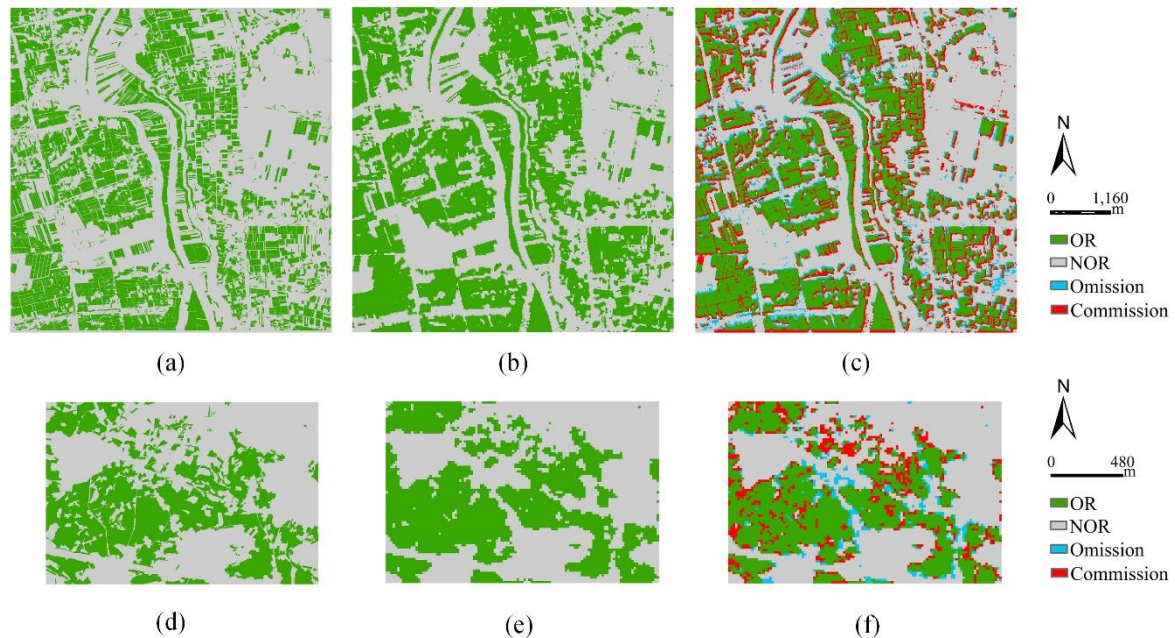 N
0 1,160
m
OR
NOR
Omission
Commission
(a) (b) (c)
N
0 480
m
OR
NOR
Omission
Commission
(d) (e) (f)